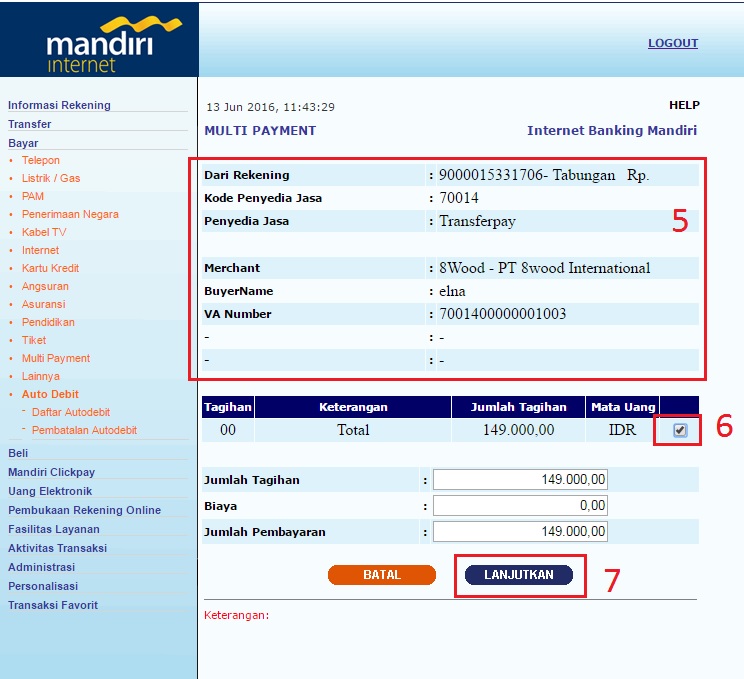 mandiri
internet
LOGOUT
Informasi Rekening
Transfer
Bayar
• Telepon
• Listrik / Gas
• PAM
• Penerimaan Negara
• Kabel TV
• Internet
• Kartu Kredit
• Angsuran
• Asuransi
• Pendidikan
• Tiket
• Multi Payment
• Lainnya
• Auto Debit
- Daftar Autodebit
- Pembatalan Autodebit
Beli
Mandiri Clickpay
Uang Elektronik
Pembukaan Rekening Online
Fasilitas Layanan
Aktivitas Transaksi
Administrasi
Personalisasi
Transaksi Favorit
13 Jun 2016, 11:43:29 HELP
MULTI PAYMENT Internet Banking Mandiri
Dari Rekening : 9000015331706- Tabungan Rp.
Kode Penyedia Jasa : 70014
Penyedia Jasa : Transferpay
5
Merchant : 8Wood - PT 8wood International
BuyerName : elna
VA Number : 7001400000001003
- : -
- : -
Tagihan Keterangan Jumlah Tagihan Mata Uang
00 Total 149.000,00 IDR
6
Jumlah Tagihan : 149.000,00
Biaya : 0,00
Jumlah Pembayaran : 149.000,00
BATAL LANJUTKAN
7
Keterangan: